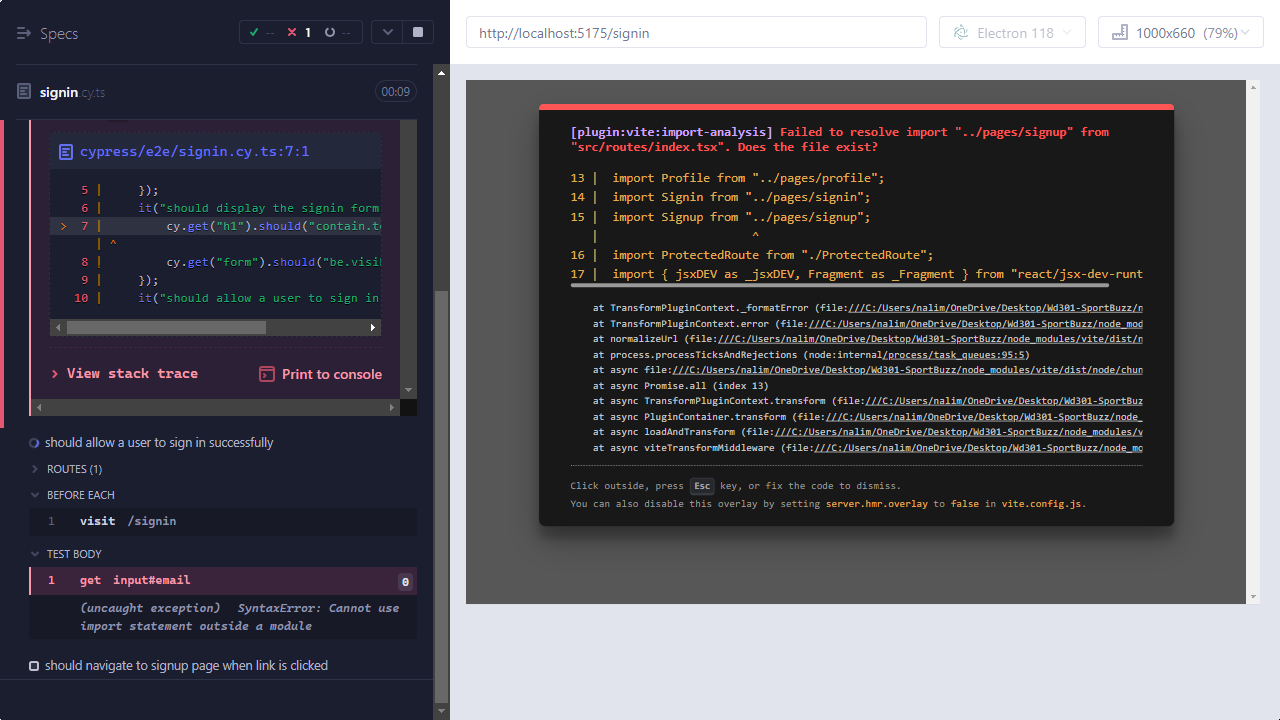 Specs
-- 1 --
signin.cy.ts
00:09
cypress/e2e/signin.cy.ts:7:1
5 | });
6 | it("should display the signin form
> 7 | cy.get("h1").should("contain.te
| ^
8 | cy.get("form").should("be.visib
9 | });
10 | it("should allow a user to sign in
View stack trace
Print to console
should allow a user to sign in successfully
ROUTES (1)
BEFORE EACH
1 visit /signin
TEST BODY
1 get input#email 0
(uncaught exception) SyntaxError: Cannot use
import statement outside a module
should navigate to signup page when link is clicked
http://localhost:5175/signin
Electron 118
1000x660 (79%)
[plugin:vite:import-analysis] Failed to resolve import "../pages/signup" from
"src/routes/index.tsx". Does the file exist?
13 | import Profile from "../pages/profile";
14 | import Signin from "../pages/signin";
15 | import Signup from "../pages/signup";
| ^
16 | import ProtectedRoute from "./ProtectedRoute";
17 | import { jsxDEV as _jsxDEV, Fragment as _Fragment } from "react/jsx-dev-runt
at TransformPluginContext._formatError (file:///C:/Users/nalim/OneDrive/Desktop/Wd301-SportBuzz/n
at TransformPluginContext.error (file:///C:/Users/nalim/OneDrive/Desktop/Wd301-SportBuzz/node_mod
at normalizeUrl (file:///C:/Users/nalim/OneDrive/Desktop/Wd301-SportBuzz/node_modules/vite/dist/n
at process.processTicksAndRejections (node:internal/process/task_queues:95:5)
at async file:///C:/Users/nalim/OneDrive/Desktop/Wd301-SportBuzz/node_modules/vite/dist/node/chun
at async Promise.all (index 13)
at async TransformPluginContext.transform (file:///C:/Users/nalim/OneDrive/Desktop/Wd301-SportBuz
at async PluginContainer.transform (file:///C:/Users/nalim/OneDrive/Desktop/Wd301-SportBuzz/node_
at async loadAndTransform (file:///C:/Users/nalim/OneDrive/Desktop/Wd301-SportBuzz/node_modules/v
at async viteTransformMiddleware (file:///C:/Users/nalim/OneDrive/Desktop/Wd301-SportBuzz/node_mo
Click outside, press Esc key, or fix the code to dismiss.
You can also disable this overlay by setting server.hmr.overlay to false in vite.config.js.